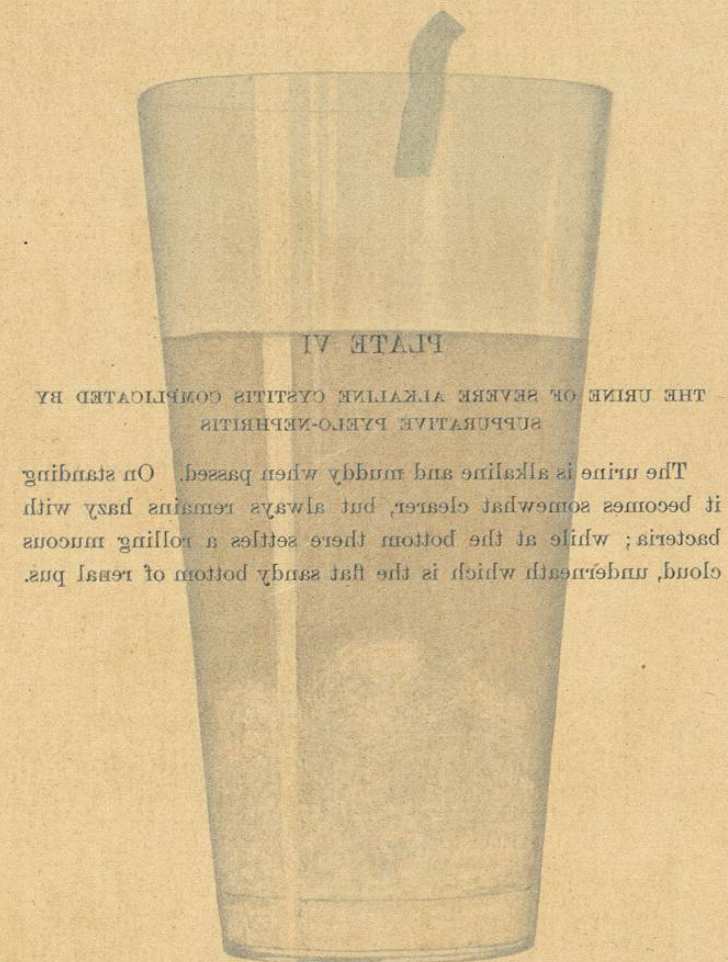 PLATE VI
THE URINE OF SEVERE ALKALINE CYSTITIS COMPLICATED BY
SUPPURATIVE PYELO-NEPHRITIS
The urine is alkaline and muddy when passed. On standing
it becomes somewhat clearer, but always remains hazy with
bacteria; while at the bottom there settles a rolling mucous
cloud, underneath which is the flat sandy bottom of renal pus.